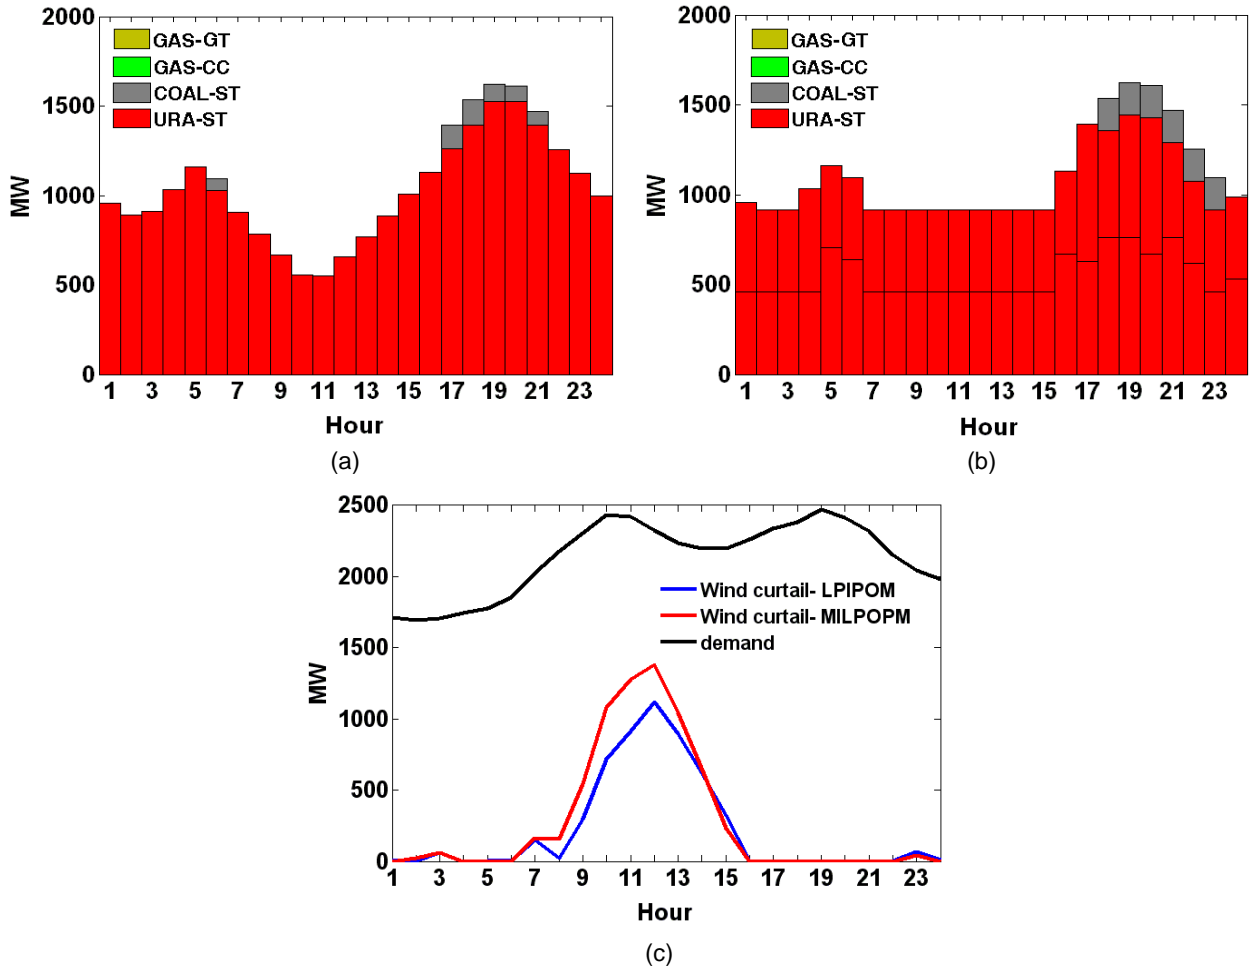 2000
1500
1000
500
0
MW
GAS-GT
GAS-CC
COAL-ST
URA-ST
1 3 5 7 9 11 13 15 17 19 21 23
Hour
(a)
2000
1500
1000
500
0
MW
GAS-GT
GAS-CC
COAL-ST
URA-ST
1 3 5 7 9 11 13 15 17 19 21 23
Hour
(b)
2500
2000
1500
1000
500
0
MW
Wind curtail- LPIPOM
Wind curtail- MILPOPM
demand
1 3 5 7 9 11 13 15 17 19 21 23
Hour
(c)